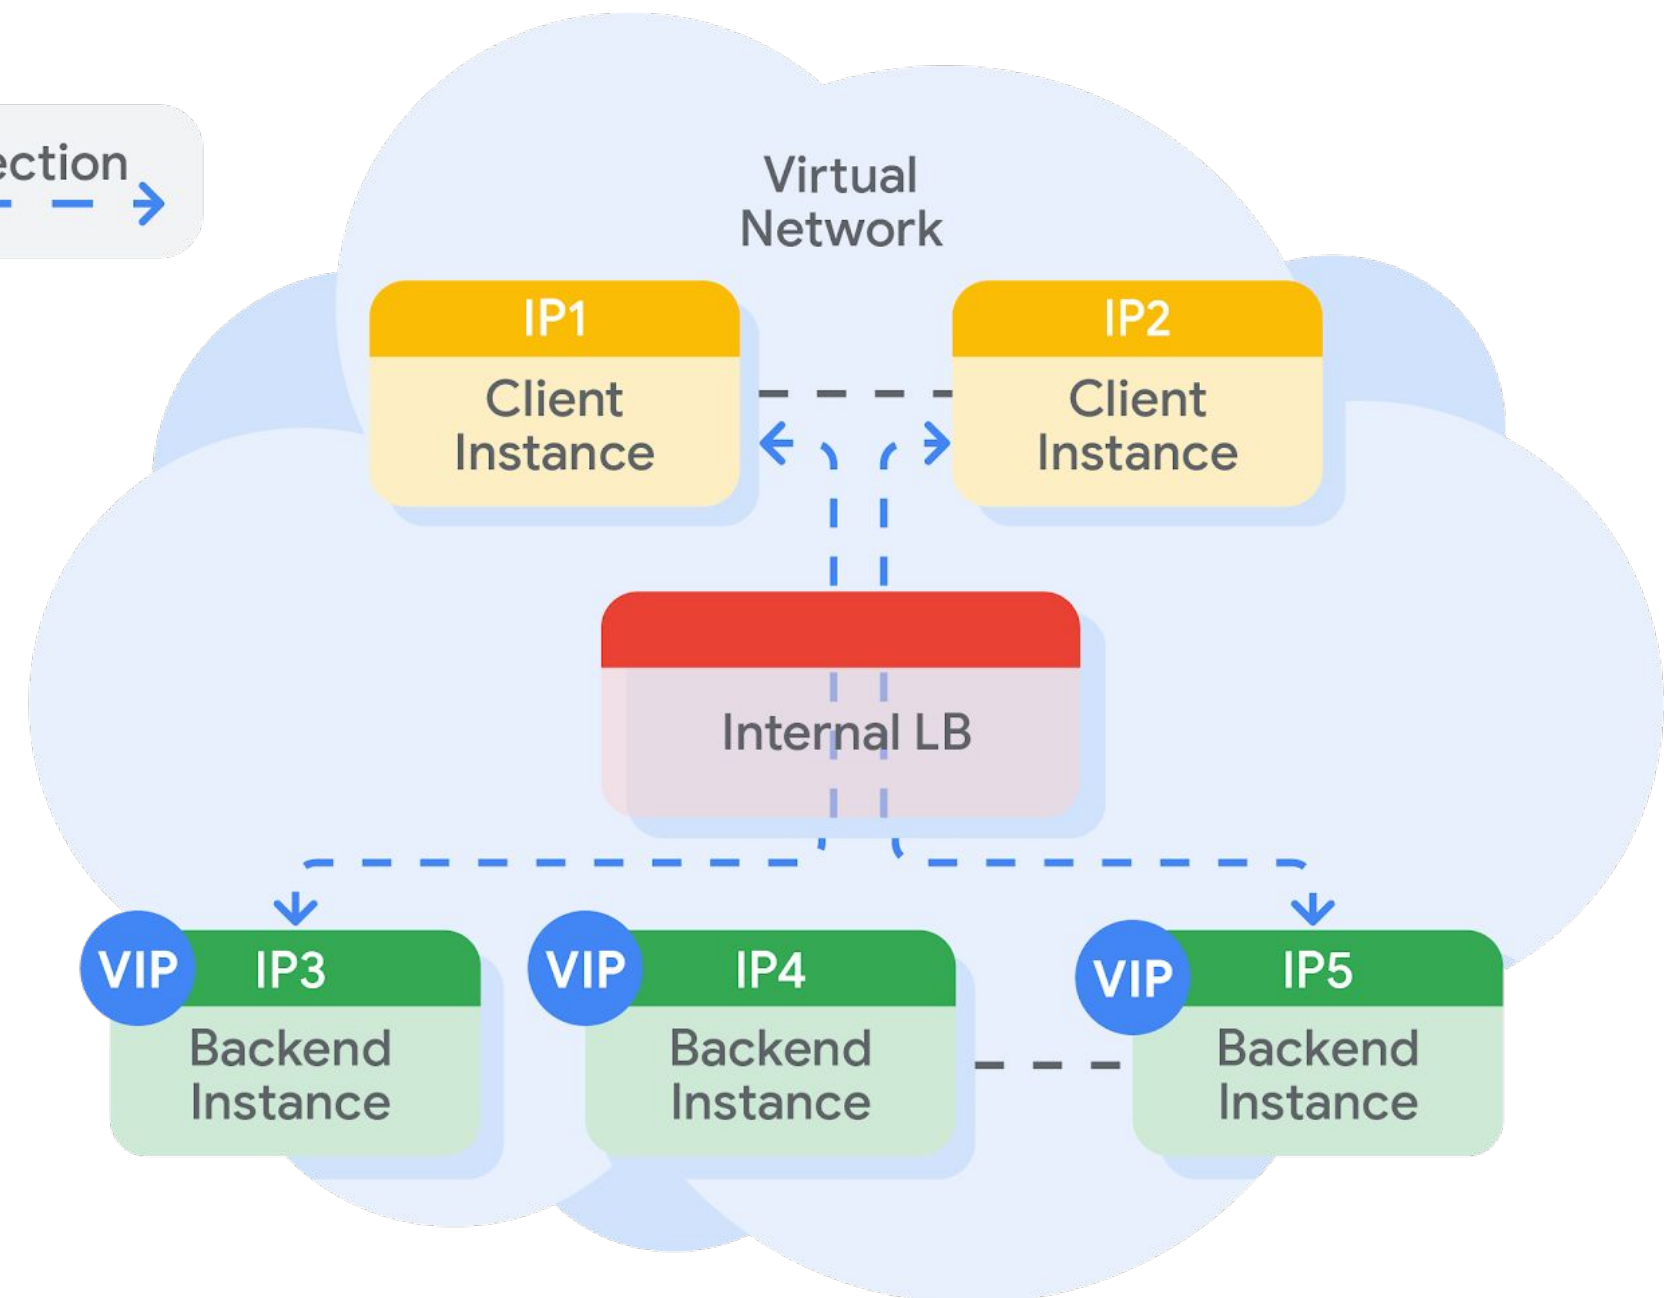 ection
Virtual
Network
IP1
Client
Instance
IP2
Client
Instance
Internal LB
VIP
IP3
Backend
Instance
VIP
IP4
Backend
Instance
VIP
IP5
Backend
Instance